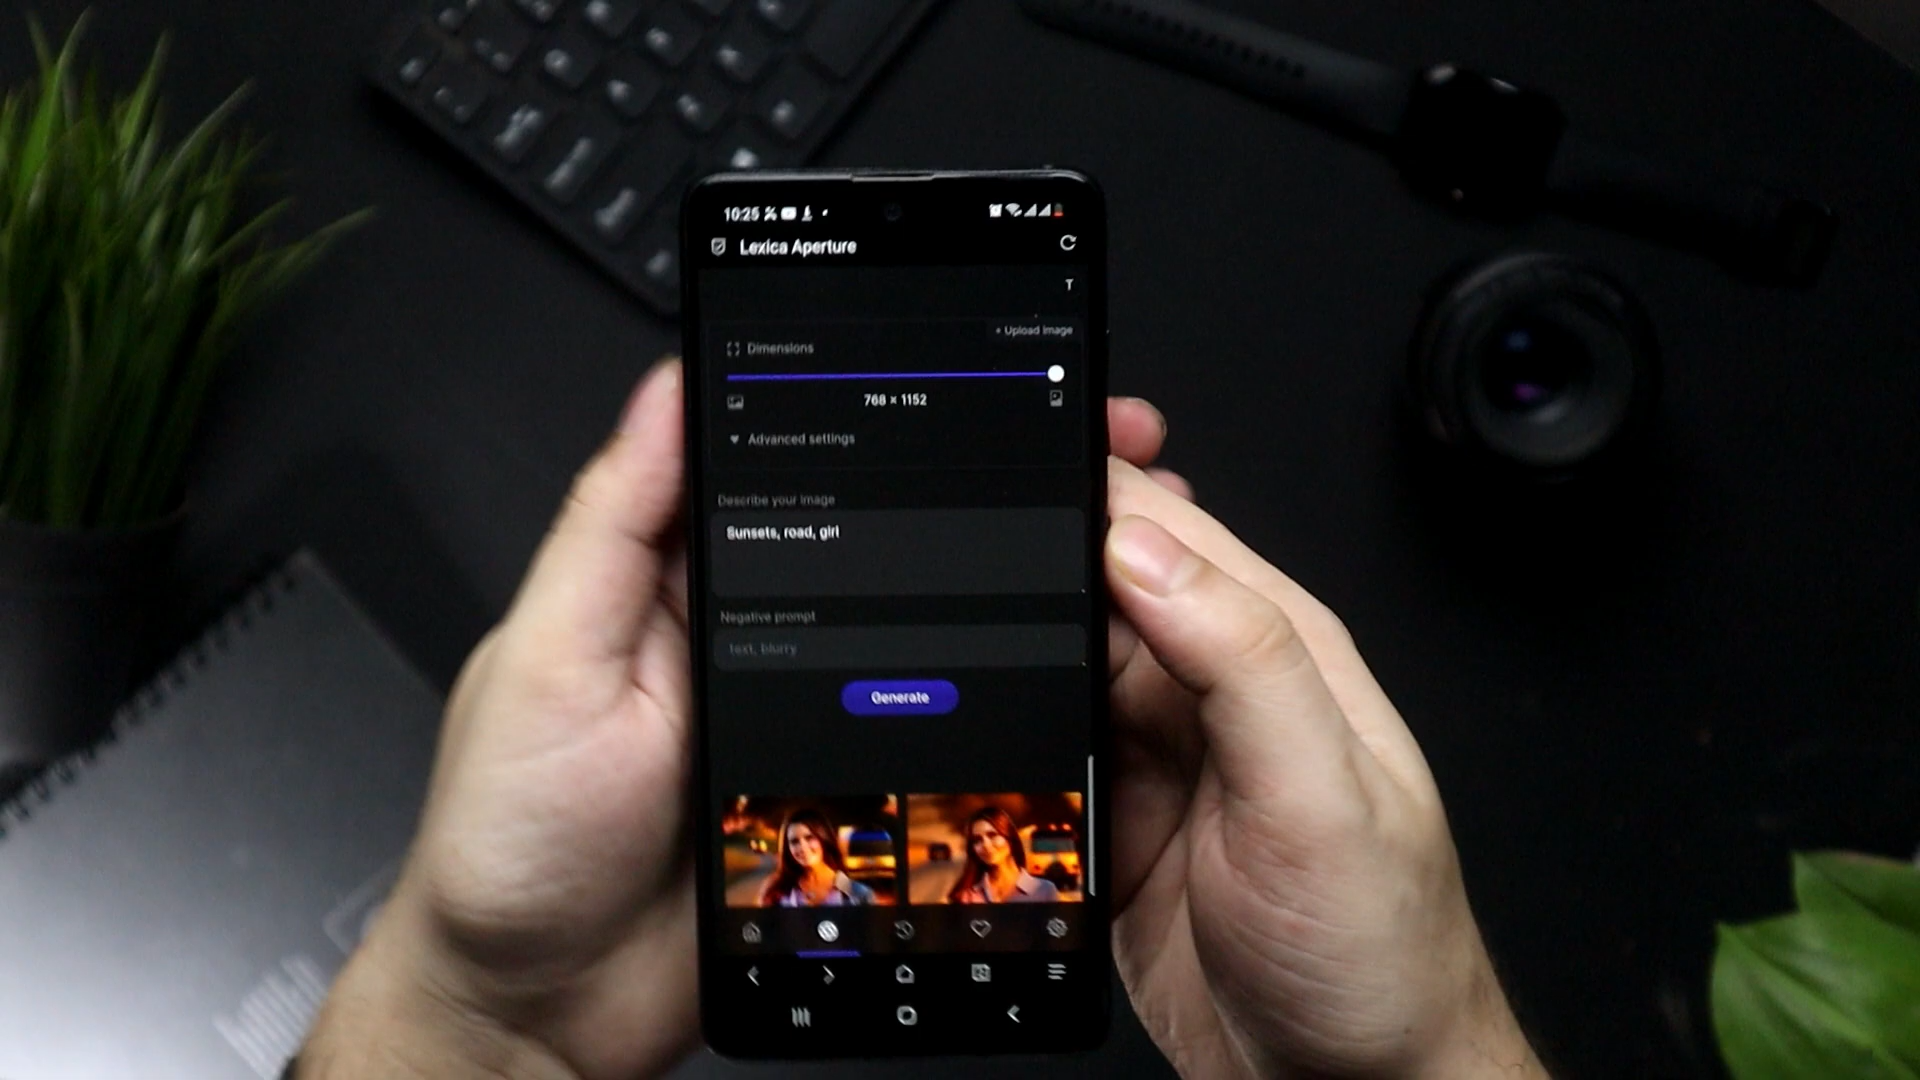 10:25
Lexica Aperture
T
+ Upload image
Dimensions
768 × 1152
Advanced settings
Describe your image
Sunsets, road, girl
Negative prompt
text, blurry
Generate